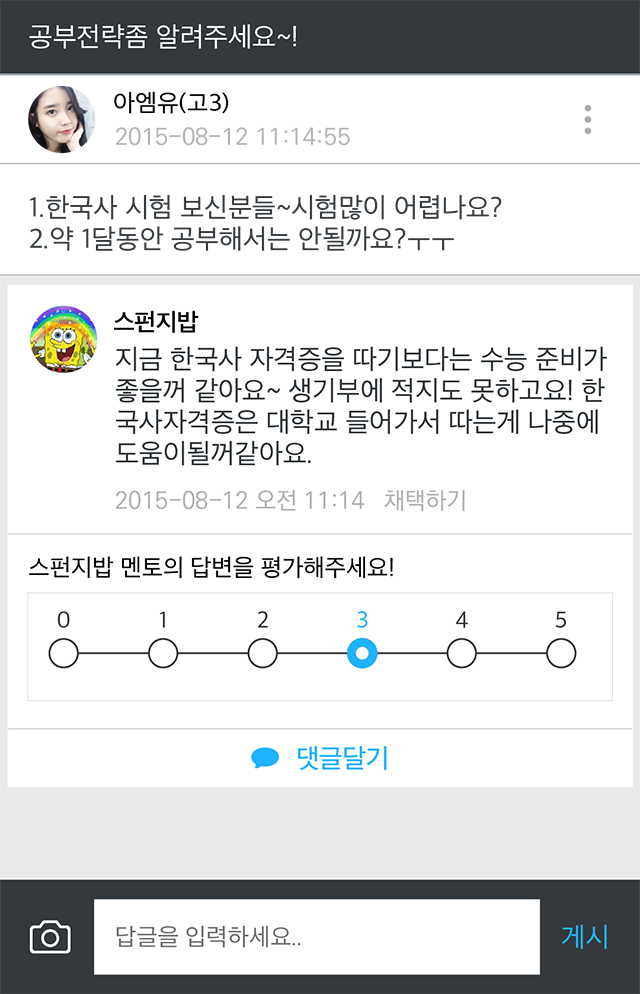 공부전략좀 알려주세요~!
아엠유(고3)
2015-08-12 11:14:55
1.한국사 시험 보신분들~시험많이 어렵나요?
2.약 1달동안 공부해서는 안될까요?ㅜㅜ
스펀지밥
지금 한국사 자격증을 따기보다는 수능 준비가
좋을꺼 같아요~ 생기부에 적지도 못하고요! 한
국사자격증은 대학교 들어가서 따는게 나중에
도움이될꺼같아요.
2015-08-12 오전 11:14 채택하기
스펀지밥 멘토의 답변을 평가해주세요!
0 1 2 3 4 5
댓글달기
답글을 입력하세요..
게시